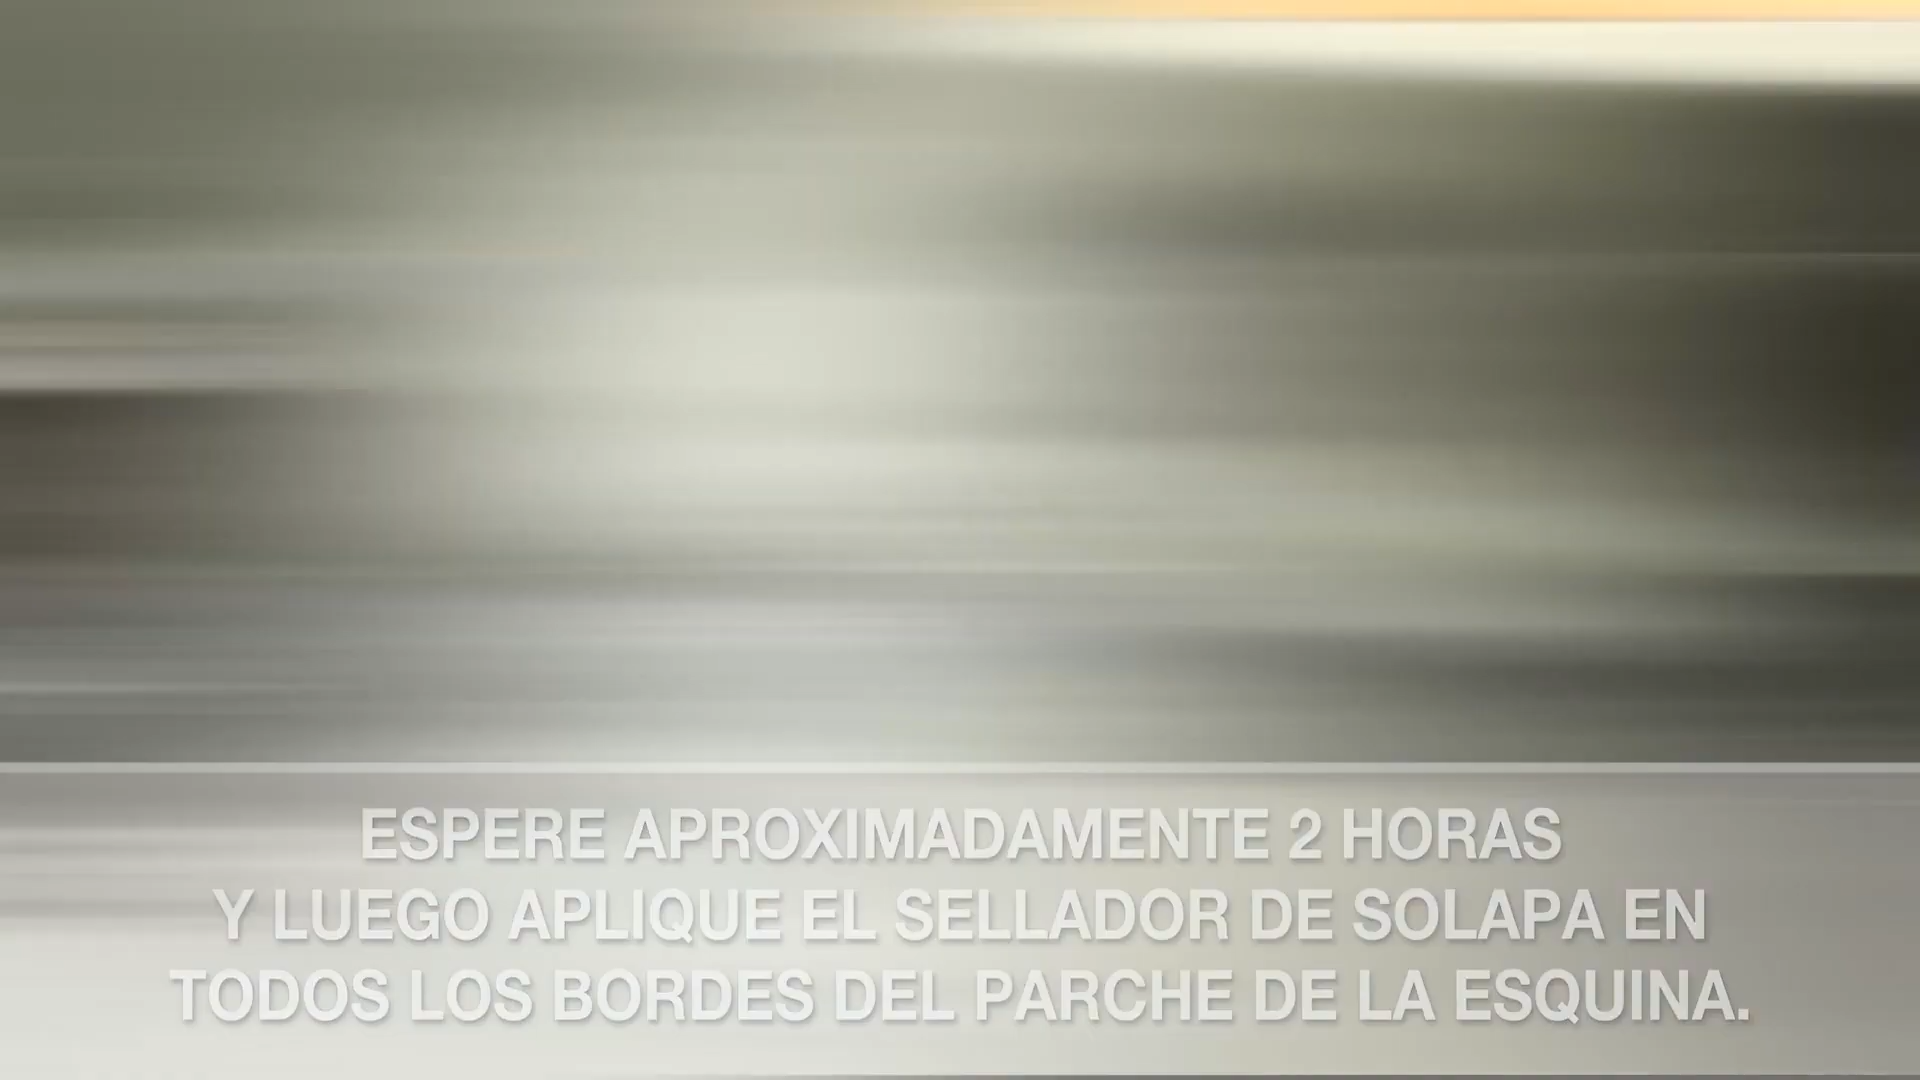 ESPERE APROXIMADAMENTE 2 HORAS
Y LUEGO APLIQUE EL SELLADOR DE SOLAPA EN
TODOS LOS BORDES DEL PARCHE DE LA ESQUINA.